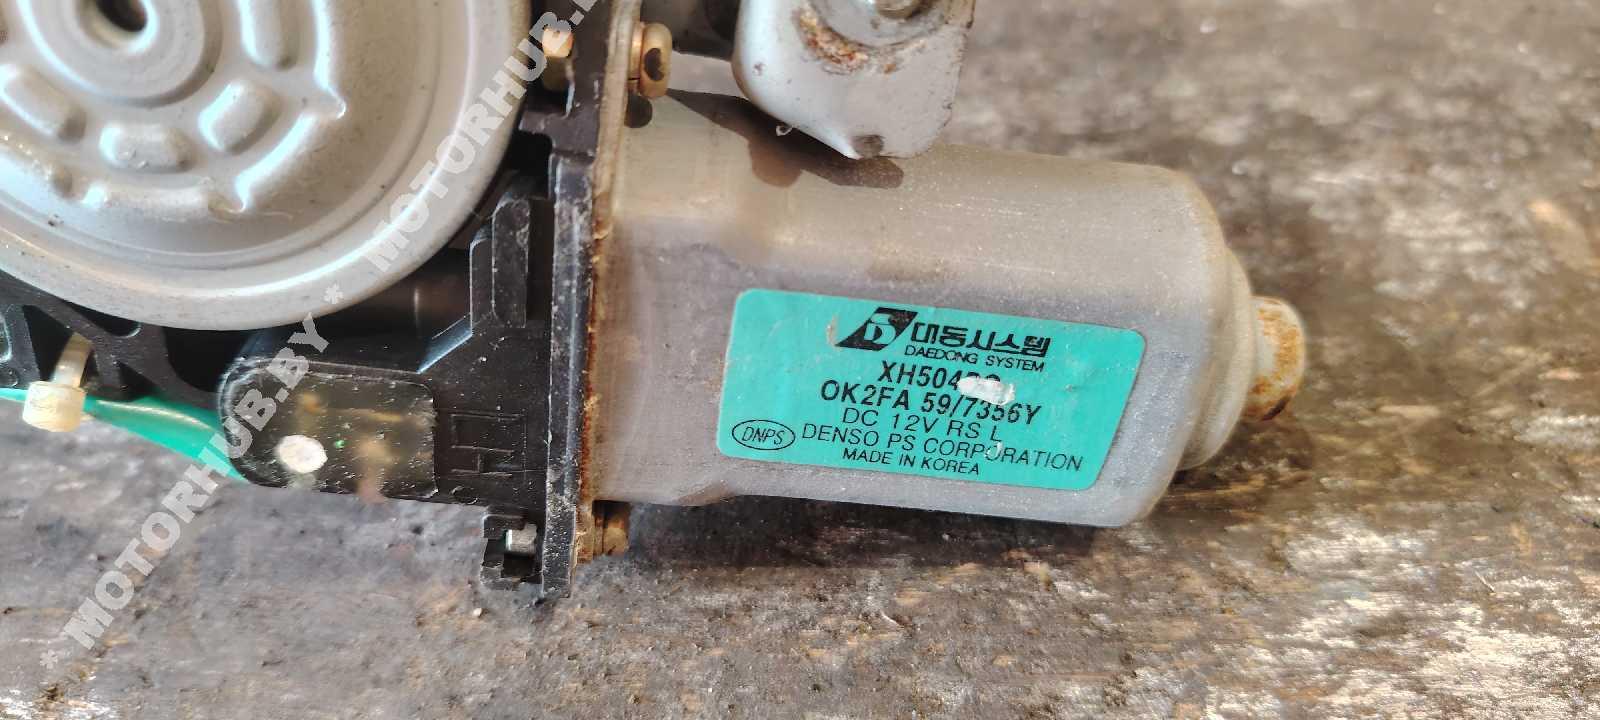 대동시스템
DAEDONG SYSTEM
OK2FA 59/7356Y
DC 12V RS L
DNPS DENSO PS CORPORATION
MADE IN KOREA
* MOTORHUB.BY * MOTORHUB.BY * MOTORHUB.